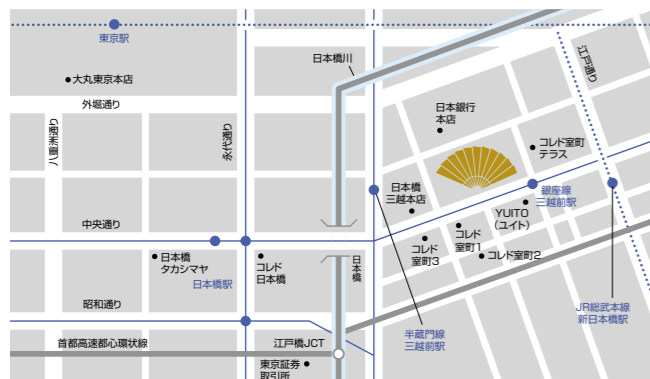 東京駅
大丸東京本店
外堀通り
八重洲通り
永代通り
日本橋川
江戸通り
日本銀行
本店
コレド室町
テラス
日本橋
三越本店
銀座線
三越前駅
YUITO
（ユイト）
コレド
室町1
コレド
室町3
コレド室町2
中央通り
日本橋
タカシマヤ
日本橋駅
コレド
日本橋
日本橋
昭和通り
首都高速都心環状線
江戸橋JCT
東京証券
取引所
半蔵門線
三越前駅
JR総武本線
新日本橋駅